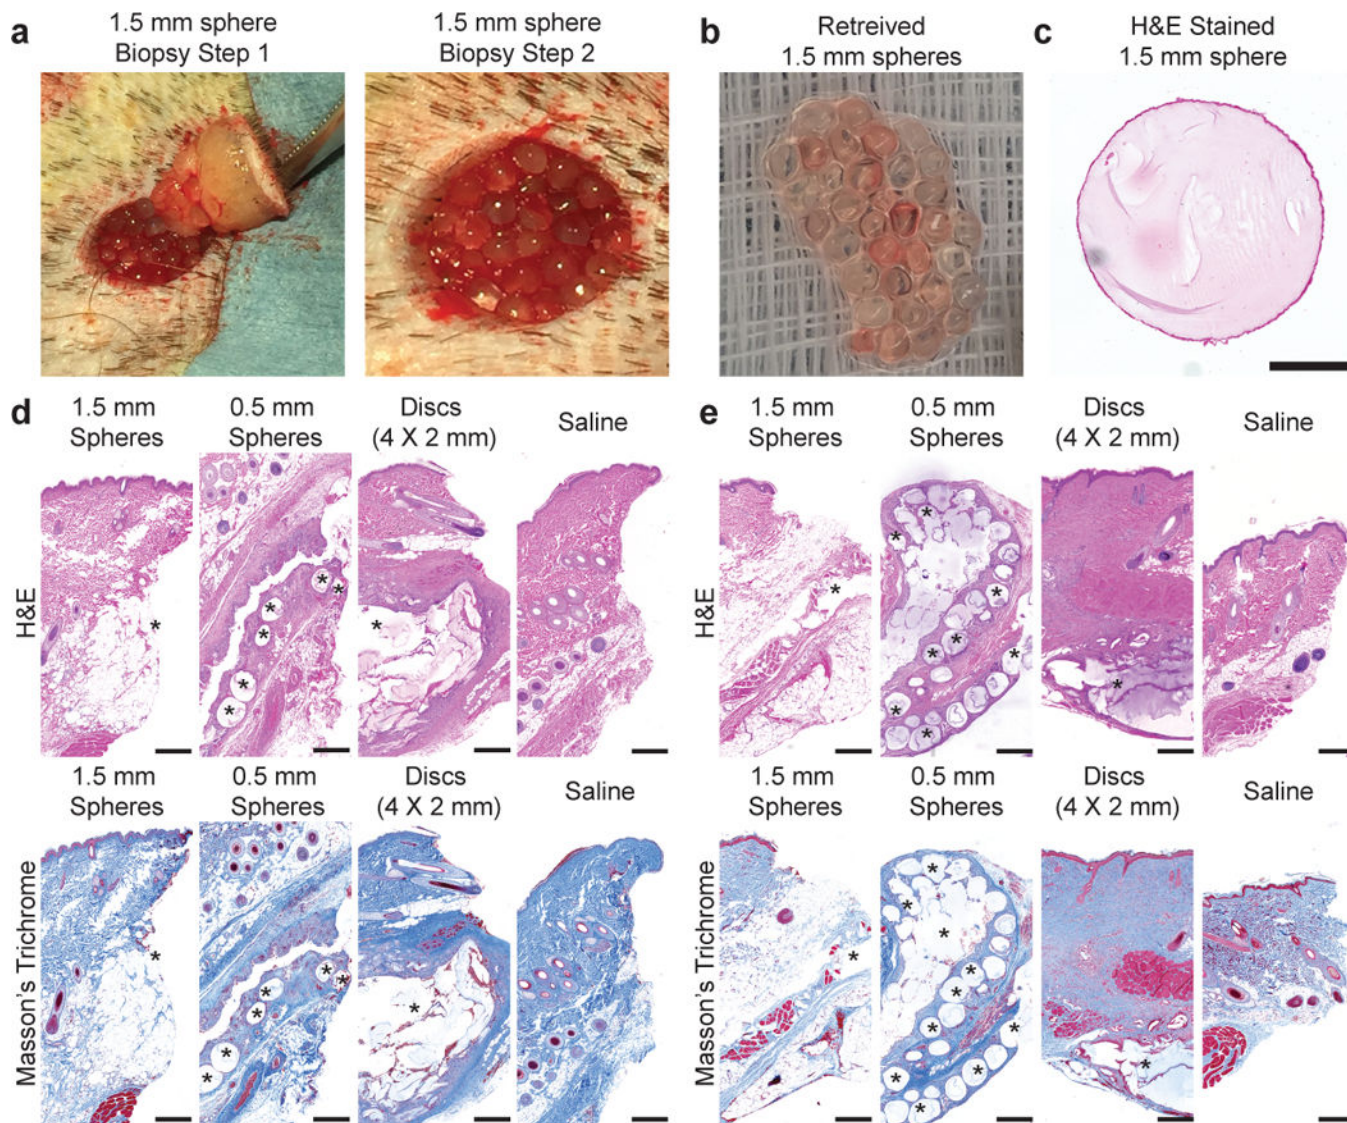 a
1.5 mm sphere
Biopsy Step 1
1.5 mm sphere
Biopsy Step 2
b
Retreived
1.5 mm spheres
c
H&E Stained
1.5 mm sphere
d
1.5 mm
Spheres
0.5 mm
Spheres
Discs
(4 X 2 mm)
Saline
e
1.5 mm
Spheres
0.5 mm
Spheres
Discs
(4 X 2 mm)
Saline
H&E
H&E
1.5 mm
Spheres
0.5 mm
Spheres
Discs
(4 X 2 mm)
Saline
1.5 mm
Spheres
0.5 mm
Spheres
Discs
(4 X 2 mm)
Saline
Masson's Trichrome
Masson's Trichrome